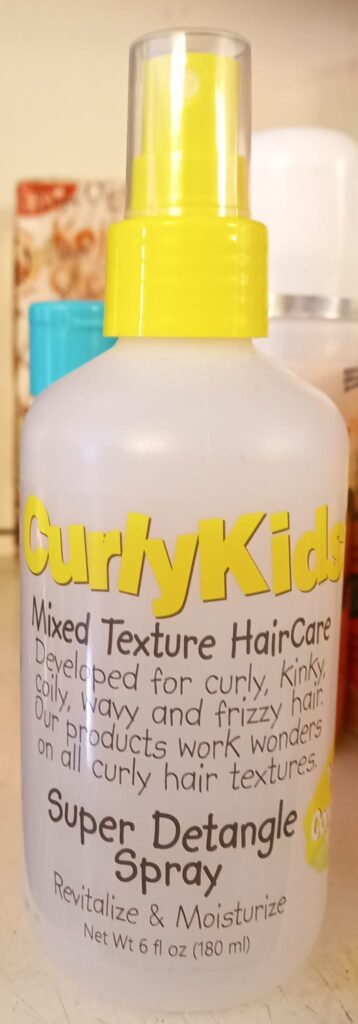 CurlyKids
Mixed Texture HairCare
Developed for curly, kinky,
coily, wavy and frizzy hair.
Our products work wonders
on all curly hair textures.
Super Detangle
Spray
Revitalize & Moisturize
Net Wt 6 fl oz (180 ml)